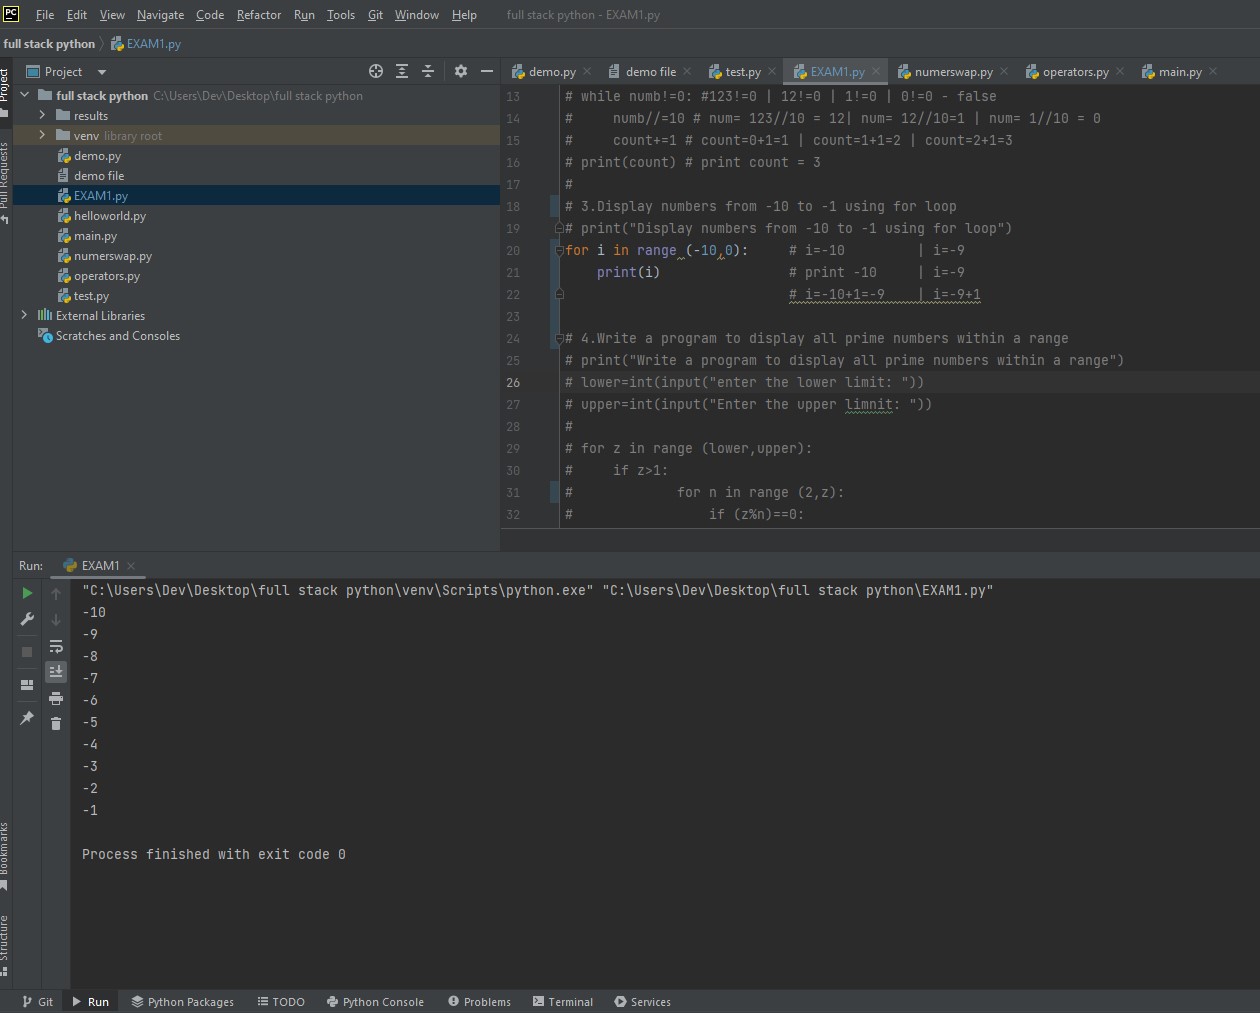 PC File Edit View Navigate Code Refactor Run Tools Git Window Help full stack python - EXAM1.py
full stack python EXAM1.py
Project
Project
demo.py demo file test.py EXAM1.py numerswap.py operators.py main.py
full stack python C:\Users\Dev\Desktop\full stack python
results
venv library root
demo.py
demo file
EXAM1.py
helloworld.py
main.py
numerswap.py
operators.py
test.py
External Libraries
Scratches and Consoles
Pull Requests
13 # while numb!=0: #123!=0 | 12!=0 | 1!=0 | 0!=0 - false
14 #     numb//=10 # num= 123//10 = 12| num= 12//10=1 | num= 1//10 = 0
15 #     count+=1 # count=0+1=1 | count=1+1=2 | count=2+1=3
16 # print(count) # print count = 3
17 #
18 # 3.Display numbers from -10 to -1 using for loop
19 # print("Display numbers from -10 to -1 using for loop")
20 for i in range (-10,0):     # i=-10         | i=-9
21     print(i)                # print -10     | i=-9
22                             # i=-10+1=-9    | i=-9+1
23
24 # 4.Write a program to display all prime numbers within a range
25 # print("Write a program to display all prime numbers within a range")
26 # lower=int(input("enter the lower limit: "))
27 # upper=int(input("Enter the upper limnit: "))
28 #
29 # for z in range (lower,upper):
30 #     if z>1:
31 #             for n in range (2,z):
32 #                 if (z%n)==0:
Run: EXAM1
"C:\Users\Dev\Desktop\full stack python\venv\Scripts\python.exe" "C:\Users\Dev\Desktop\full stack python\EXAM1.py"
-10
-9
-8
-7
-6
-5
-4
-3
-2
-1
Process finished with exit code 0
Bookmarks
Structure
Git Run Python Packages TODO Python Console Problems Terminal Services